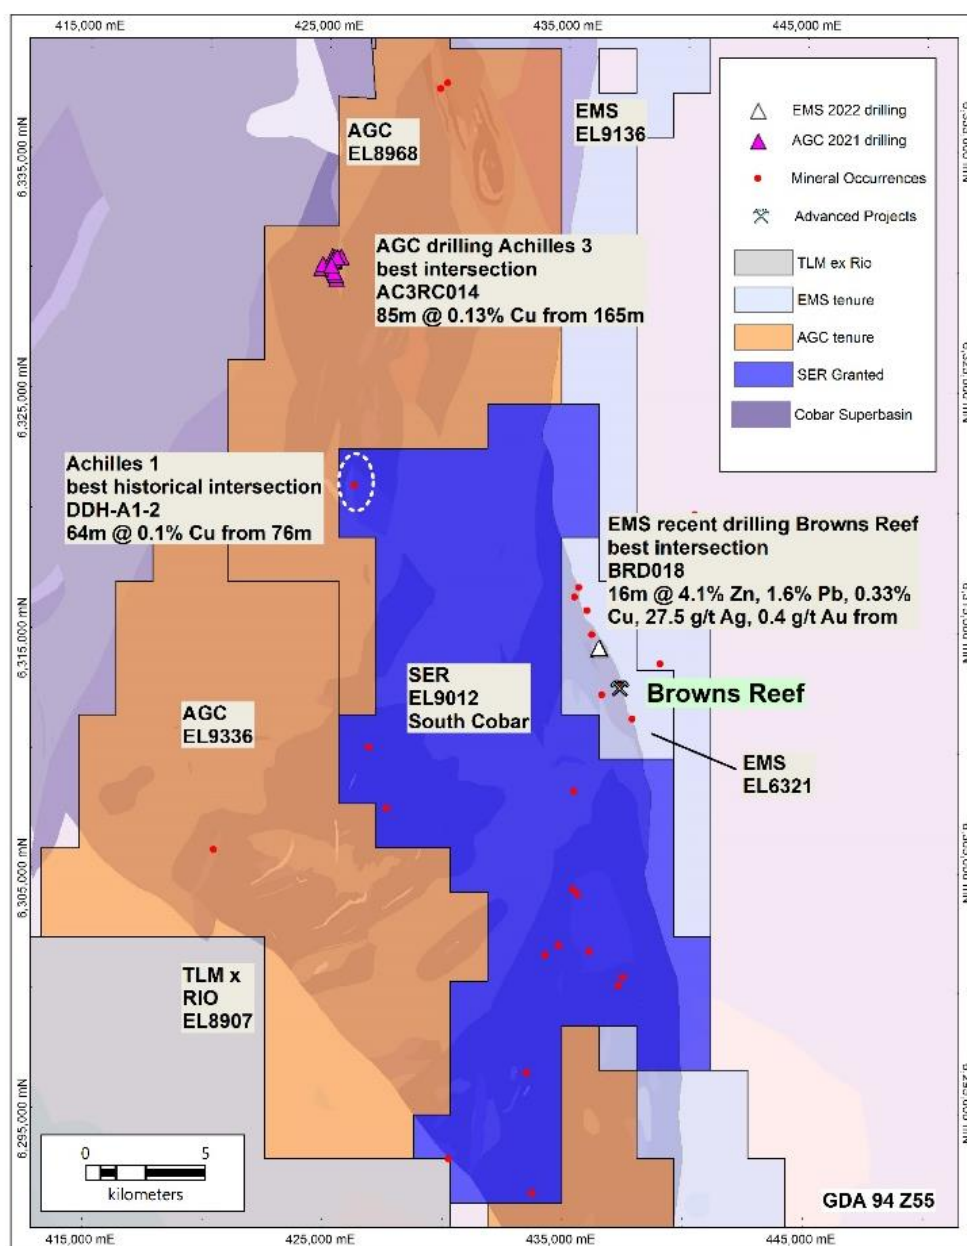 415,000 mE
425,000 mE
435,000 mE
445,000 mE
6,335,000 mN
6,325,000 mN
6,315,000 mN
6,305,000 mN
6,295,000 mN
AGC
EL8968
EMS
EL9136
EMS 2022 drilling
AGC 2021 drilling
Mineral Occurrences
Advanced Projects
TLM ex Rio
EMS tenure
AGC tenure
SER Granted
Cobar Superbasin
AGC drilling Achilles 3
best intersection
AC3RC014
85m @ 0.13% Cu from 165m
Achilles 1
best historical intersection
DDH-A1-2
64m @ 0.1% Cu from 76m
EMS recent drilling Browns Reef
best intersection
BRD018
16m @ 4.1% Zn, 1.6% Pb, 0.33%
Cu, 27.5 g/t Ag, 0.4 g/t Au from
SER
EL9012
South Cobar
Browns Reef
AGC
EL9336
EMS
EL6321
TLM x
RIO
EL8907
0
5
kilometers
GDA 94 Z55
415,000 mE
425,000 mE
435,000 mE
445,000 mE